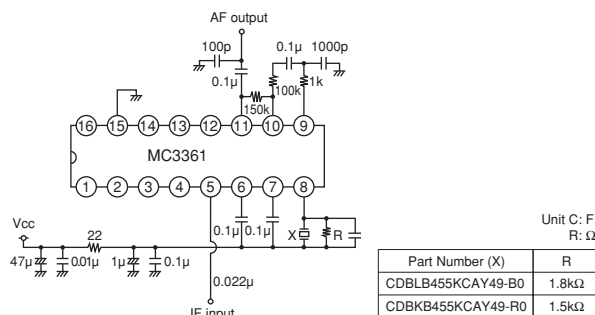 AF output
100p
0.1µ
1000p
0.1µ
100k
1k
150k
16 15 14 13 12 11 10 9
MC3361
1 2 3 4 5 6 7 8
Vcc
22
0.1µ
0.1µ
X
R
47µ
0.01µ
1µ
0.1µ
0.022µ
IF input
Unit C: F
R: Ω
Part Number (X) R
CDBLB455KCAY49-B0 1.8kΩ
CDBKB455KCAY49-R0 1.5kΩ